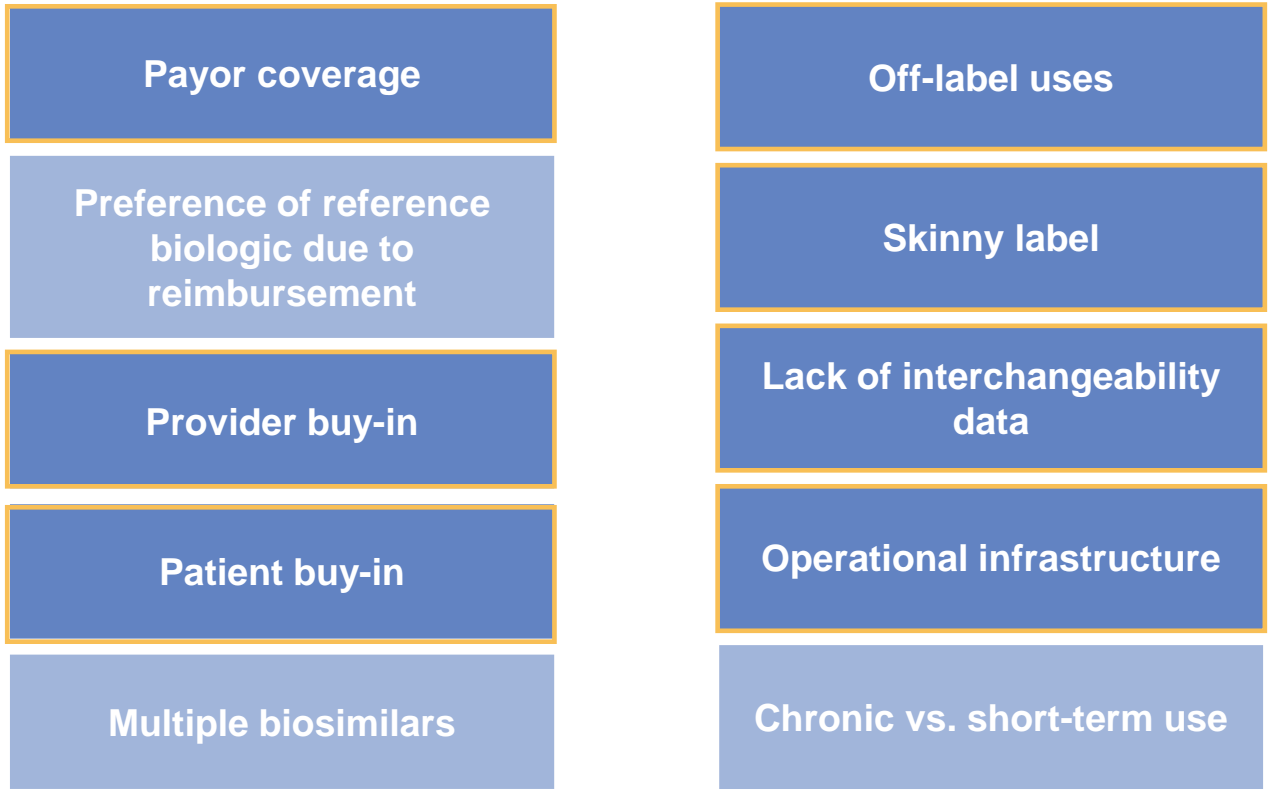 Payor coverage
Preference of reference
biologic due to
reimbursement
Provider buy-in
Patient buy-in
Multiple biosimilars
Off-label uses
Skinny label
Lack of interchangeability
data
Operational infrastructure
Chronic vs. short-term use